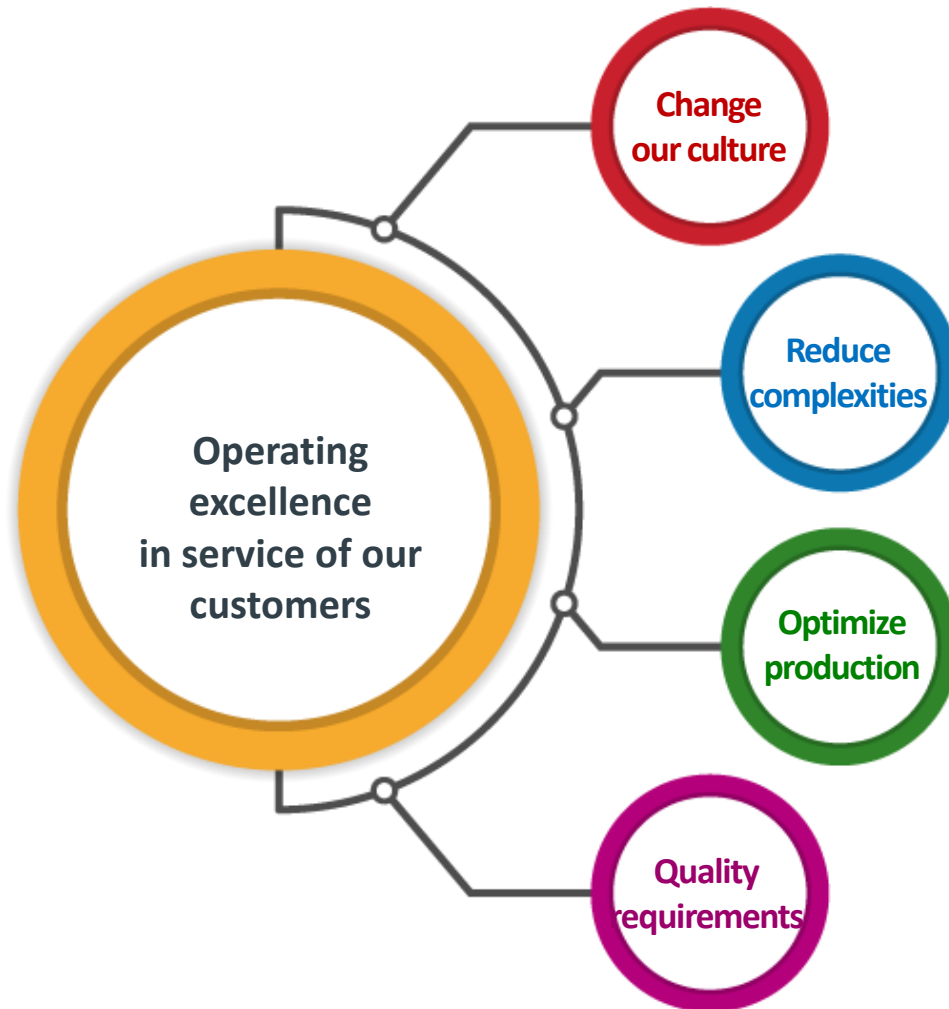 Change
our culture
Reduce
complexities
Operating
excellence
in service of our
customers
Optimize
production
Quality
requirements